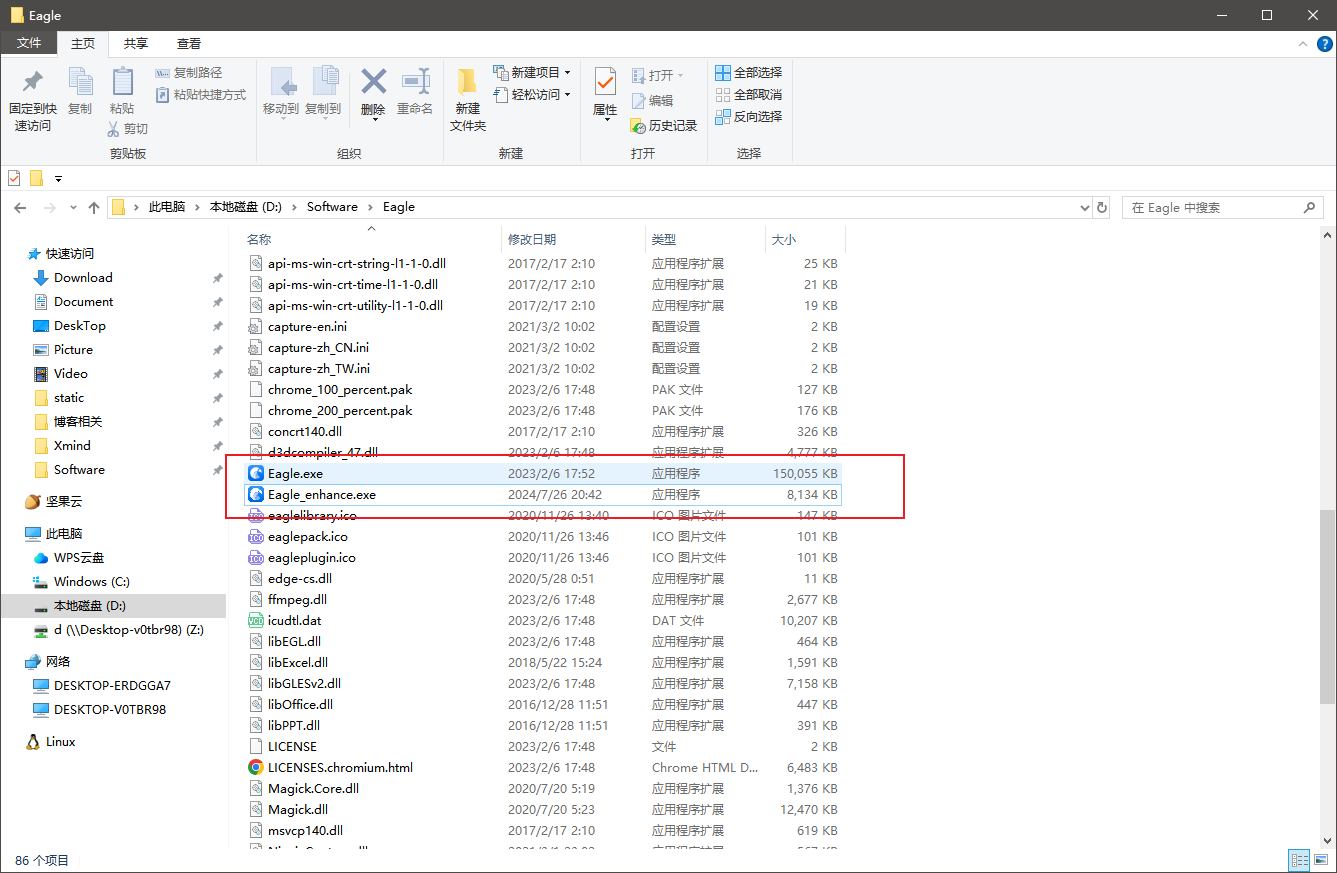 Eagle
文件 主页 共享 查看
固定到快速访问
复制
粘贴
复制路径
粘贴快捷方式
剪切
剪贴板
移动到
复制到
删除
重命名
组织
新建文件夹
新建项目
轻松访问
新建
属性
打开
编辑
历史记录
打开
全部选择
全部取消
反向选择
选择
此电脑 本地磁盘 (D:) Software Eagle
在 Eagle 中搜索
快速访问
Download
Document
DeskTop
Picture
Video
static
博客相关
Xmind
Software
坚果云
此电脑
WPS云盘
Windows (C:)
本地磁盘 (D:)
d (\\Desktop-v0tbr98) (Z:)
网络
DESKTOP-ERDGGA7
DESKTOP-V0TBR98
Linux
名称 修改日期 类型 大小
api-ms-win-crt-string-l1-1-0.dll 2017/2/17 2:10 应用程序扩展 25 KB
api-ms-win-crt-time-l1-1-0.dll 2017/2/17 2:10 应用程序扩展 21 KB
api-ms-win-crt-utility-l1-1-0.dll 2017/2/17 2:10 应用程序扩展 19 KB
capture-en.ini 2021/3/2 10:02 配置设置 2 KB
capture-zh_CN.ini 2021/3/2 10:02 配置设置 2 KB
capture-zh_TW.ini 2021/3/2 10:02 配置设置 2 KB
chrome_100_percent.pak 2023/2/6 17:48 PAK 文件 127 KB
chrome_200_percent.pak 2023/2/6 17:48 PAK 文件 176 KB
concrt140.dll 2017/2/17 2:10 应用程序扩展 326 KB
d3dcompiler_47.dll 2023/2/6 17:48 应用程序扩展 4,777 KB
Eagle.exe 2023/2/6 17:52 应用程序 150,055 KB
Eagle_enhance.exe 2024/7/26 20:42 应用程序 8,134 KB
eaglelibrary.ico 2020/11/26 13:40 ICO 图片文件 147 KB
eaglepack.ico 2020/11/26 13:46 ICO 图片文件 101 KB
eagleplugin.ico 2020/11/26 13:46 ICO 图片文件 101 KB
edge-cs.dll 2020/5/28 0:51 应用程序扩展 11 KB
ffmpeg.dll 2023/2/6 17:48 应用程序扩展 2,677 KB
icudtl.dat 2023/2/6 17:48 DAT 文件 10,207 KB
libEGL.dll 2023/2/6 17:48 应用程序扩展 464 KB
libExcel.dll 2018/5/22 15:24 应用程序扩展 1,591 KB
libGLESv2.dll 2023/2/6 17:48 应用程序扩展 7,158 KB
libOffice.dll 2016/12/28 11:51 应用程序扩展 447 KB
libPPT.dll 2016/12/28 11:51 应用程序扩展 391 KB
LICENSE 2023/2/6 17:48 文件 2 KB
LICENSES.chromium.html 2023/2/6 17:48 Chrome HTML D... 6,483 KB
Magick.Core.dll 2020/7/20 5:19 应用程序扩展 1,376 KB
Magick.dll 2020/7/20 5:23 应用程序扩展 12,470 KB
msvcp140.dll 2017/2/17 2:10 应用程序扩展 619 KB
86 个项目